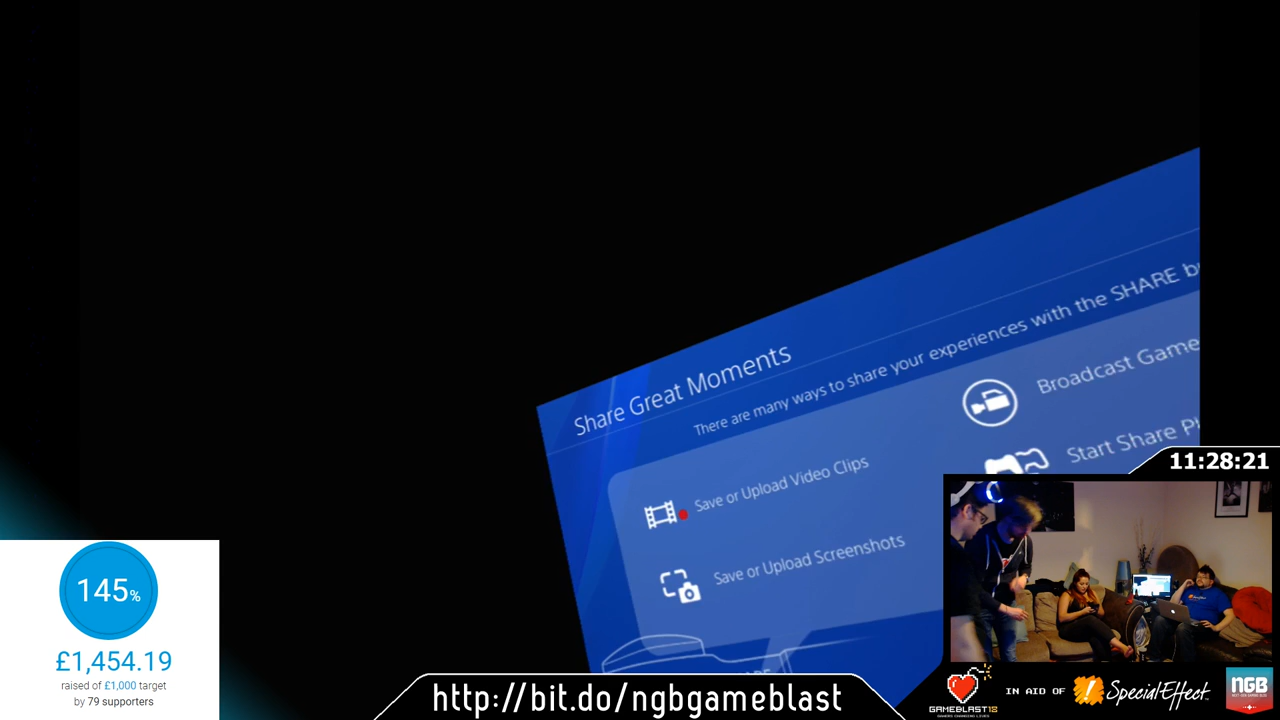 Share Great Moments
There are many ways to share your experiences with the SHARE b
Save or Upload Video Clips
Broadcast Game
Save or Upload Screenshots
Start Share Pl
11:28:21
145%
£1,454.19
raised of £1,000 target
by 79 supporters
http://bit.do/ngbgameblast
GAMEBLAST18
IN AID OF
SpecialEffect
NGB